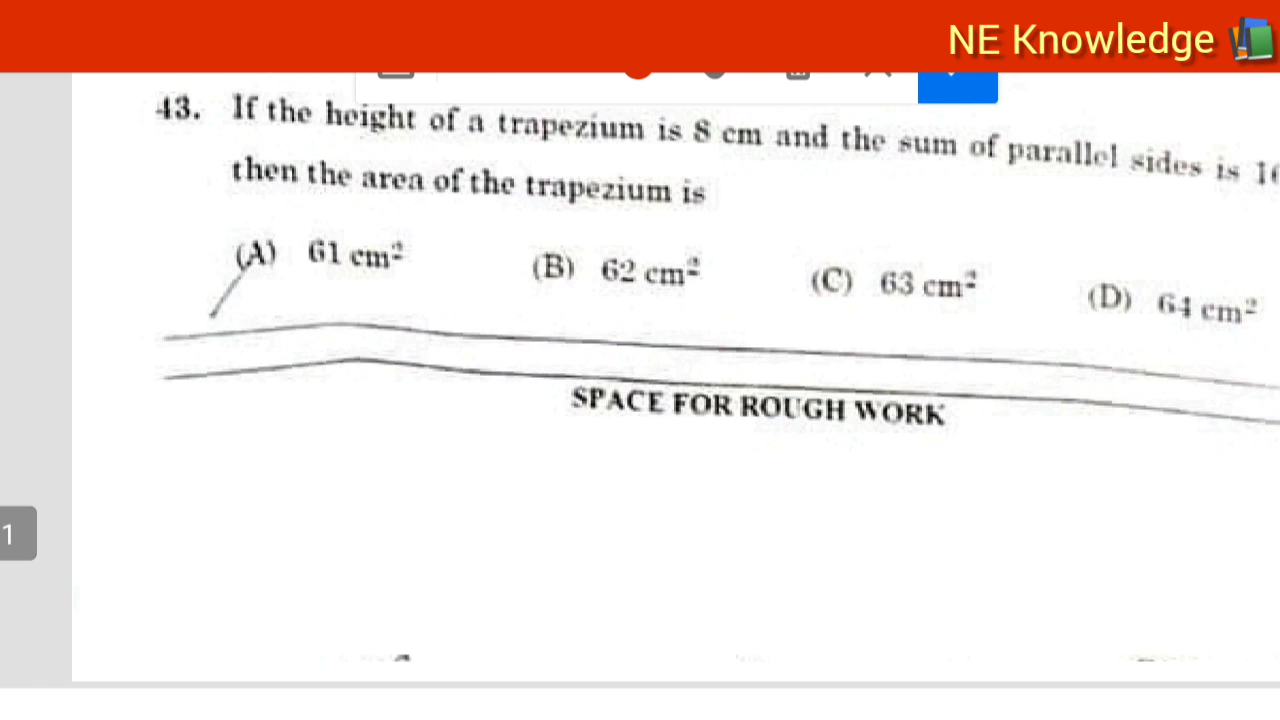 NE Knowledge
43. If the height of a trapezium is 8 cm and the sum of parallel sides is
then the area of the trapezium is
(A) 61 cm²
(B) 62 cm²
(C) 63 cm²
(D) 64 cm²
SPACE FOR ROUGH WORK
1